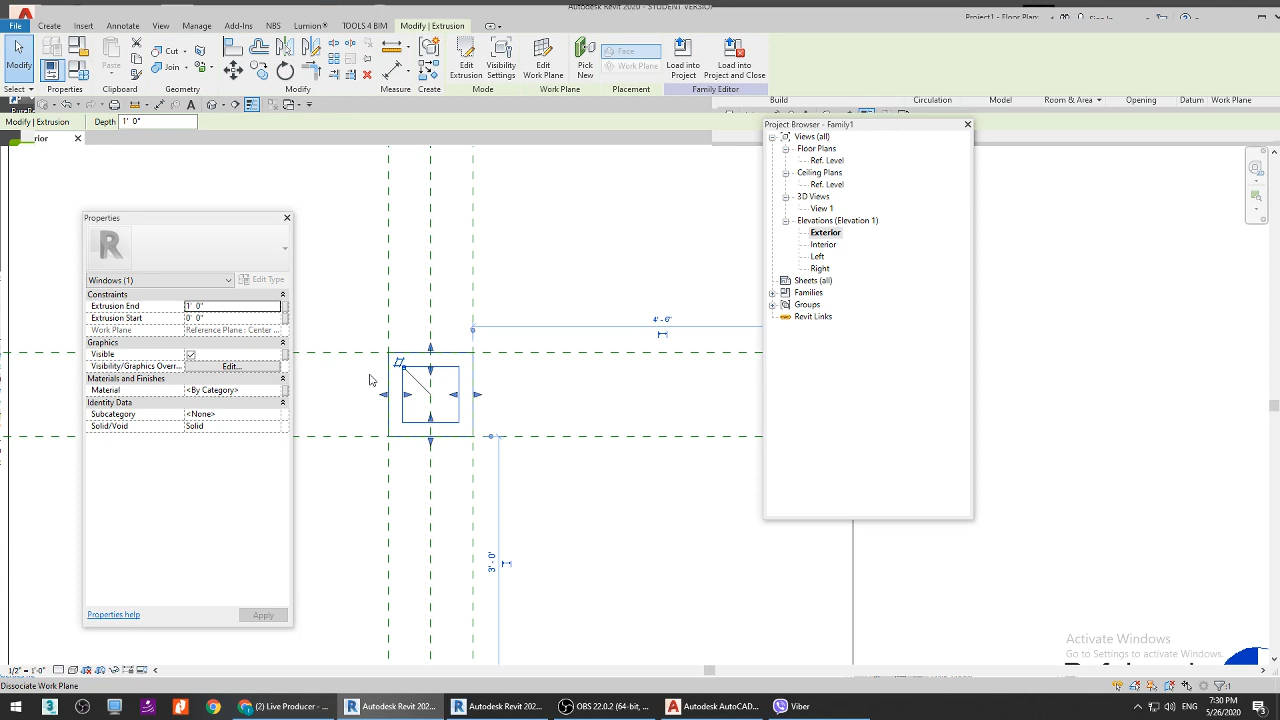 Autodesk Revit 2020 - STUDENT VERSION
Project1 - Floor Plan:
File
Create
Insert
Annotate
View
Manage
Add-Ins
NBS
Lumion®
TOOLS 4 BIM
Modify | Extrusion
Modify
Paste
Cut
Join
Edit Extrusion
Visibility Settings
Edit Work Plane
Pick New
Face
Work Plane
Load into Project
Load into Project and Close
Select
Properties
Clipboard
Geometry
Modify
Measure
Create
Mode
Work Plane
Placement
Family Editor
Build
Circulation
Model
Room & Area
Opening
Datum
Work Plane
Modify | Extrusion
Depth
1' 0"
rior
Project Browser - Family1
Views (all)
Floor Plans
Ref. Level
Ceiling Plans
Ref. Level
3D Views
View 1
Elevations (Elevation 1)
Exterior
Interior
Left
Right
Sheets (all)
Families
Groups
Revit Links
Properties
R
Windows (1)
Edit Type
Constraints
Extrusion End 1' 0"
Extrusion Start 0' 0"
Work Plane Reference Plane : Center ...
Graphics
Visible
Visibility/Graphics Overr... Edit...
Materials and Finishes
Material <By Category>
Identity Data
Subcategory <None>
Solid/Void Solid
Properties help
Apply
4' - 6"
3' - 0"
Activate Windows
Go to Settings to activate Windows.
1/2" = 1'-0"
Dissociate Work Plane
:1
3
(2) Live Producer - ...
Autodesk Revit 202...
Autodesk Revit 202...
OBS 22.0.2 (64-bit, ...
Autodesk AutoCAD...
Viber
ENG
7:30 PM
5/26/2020